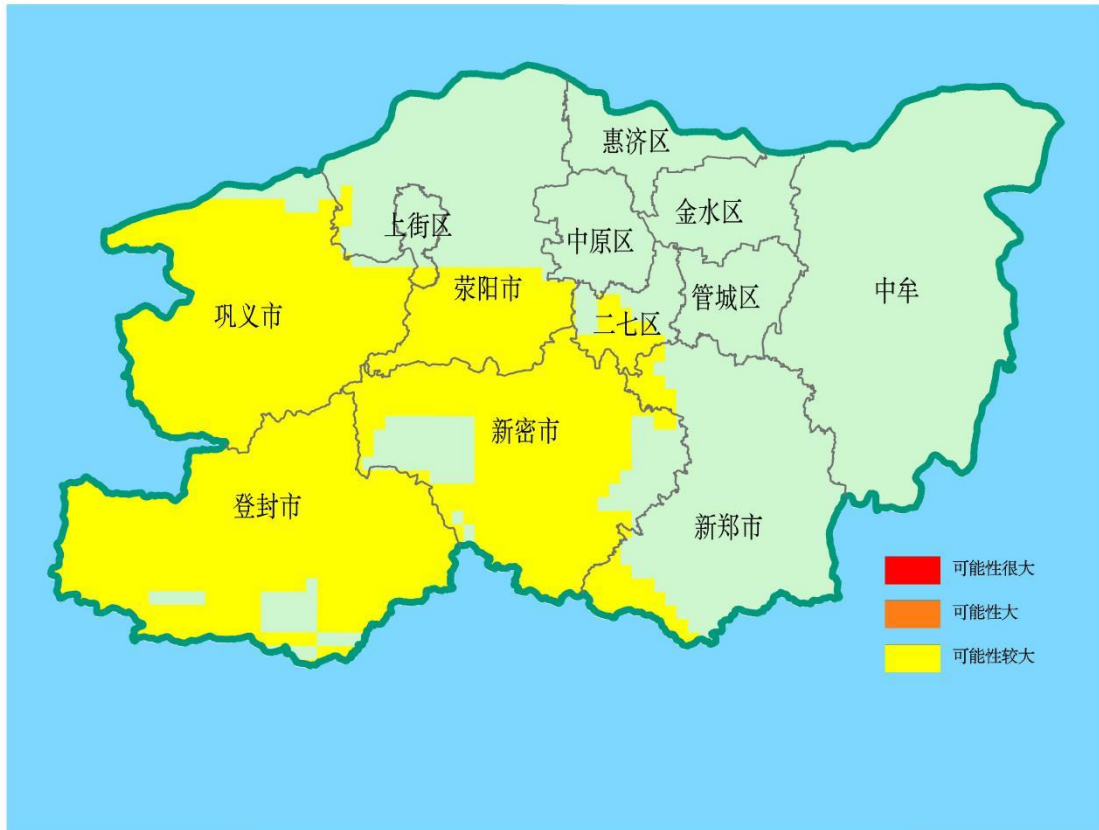 惠济区
金水区
上街区
中原区
荥阳市
管城区
中牟
巩义市
二七区
新密市
登封市
新郑市
可能性很大
可能性大
可能性较大